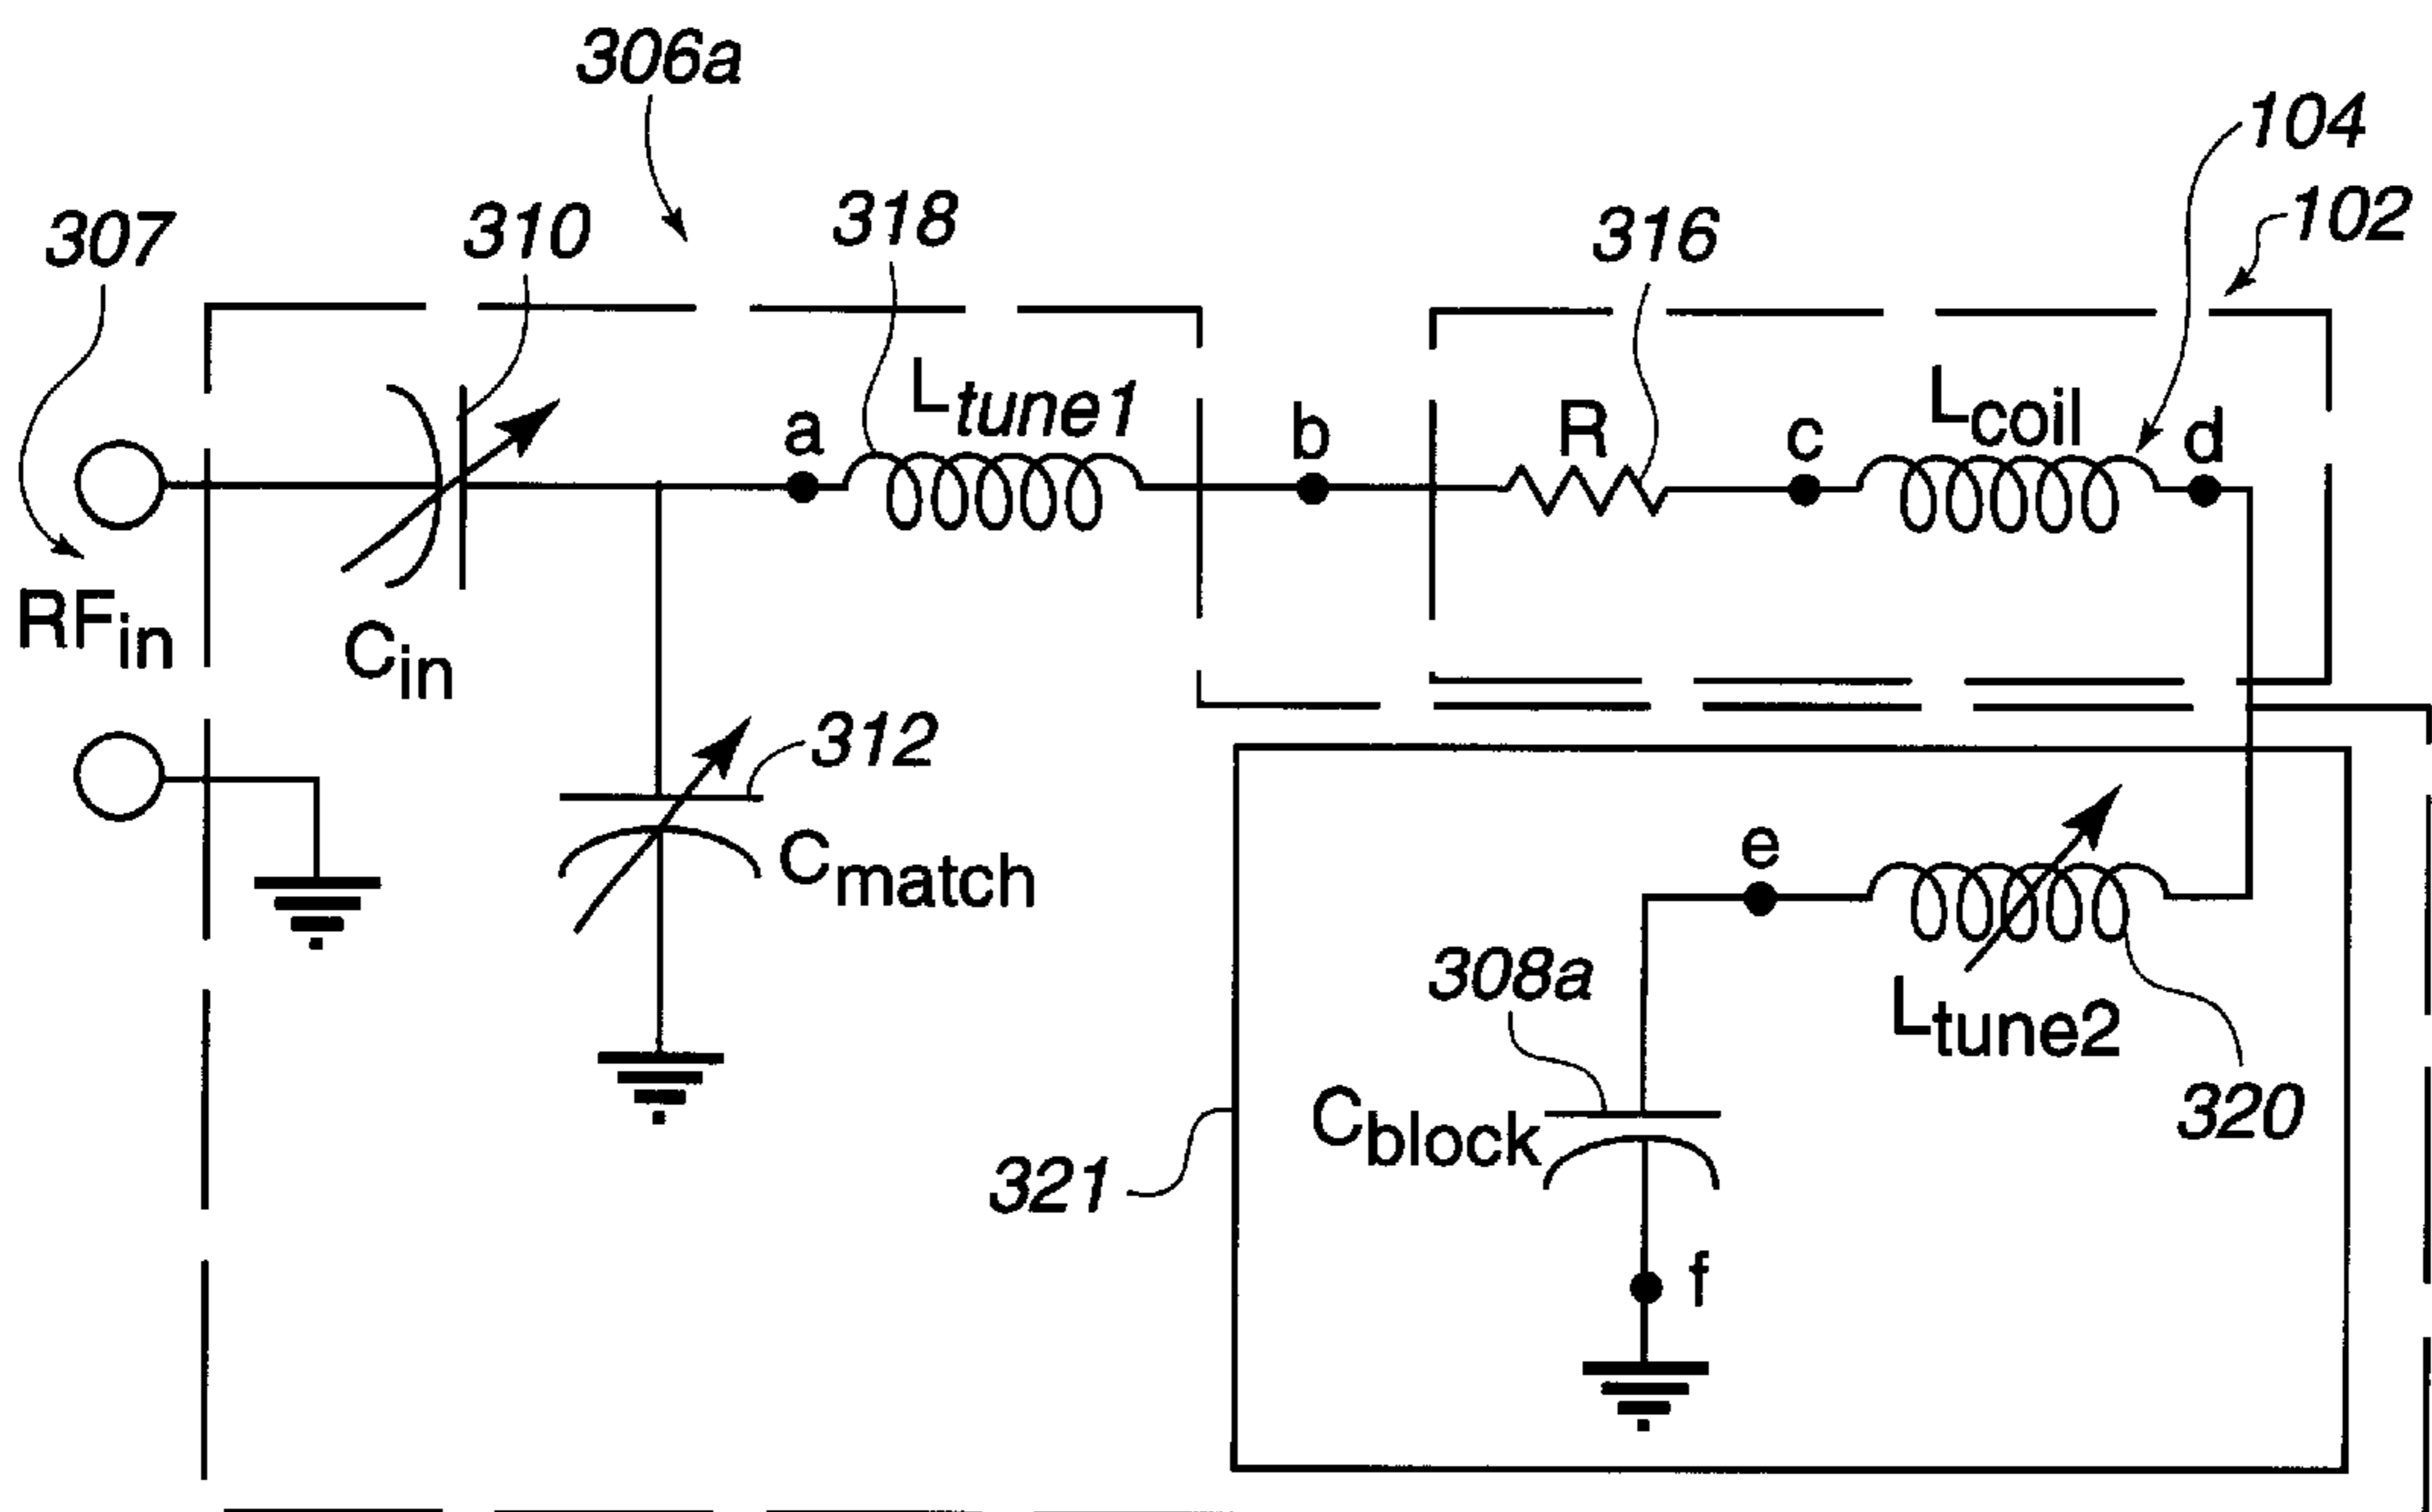 306a
104
102
307
310
318
316
Ltune1
a
b
R
c
Lcoil
d
RFin
Cin
312
Cmatch
e
308a
Ltune2
Cblock
320
321
f